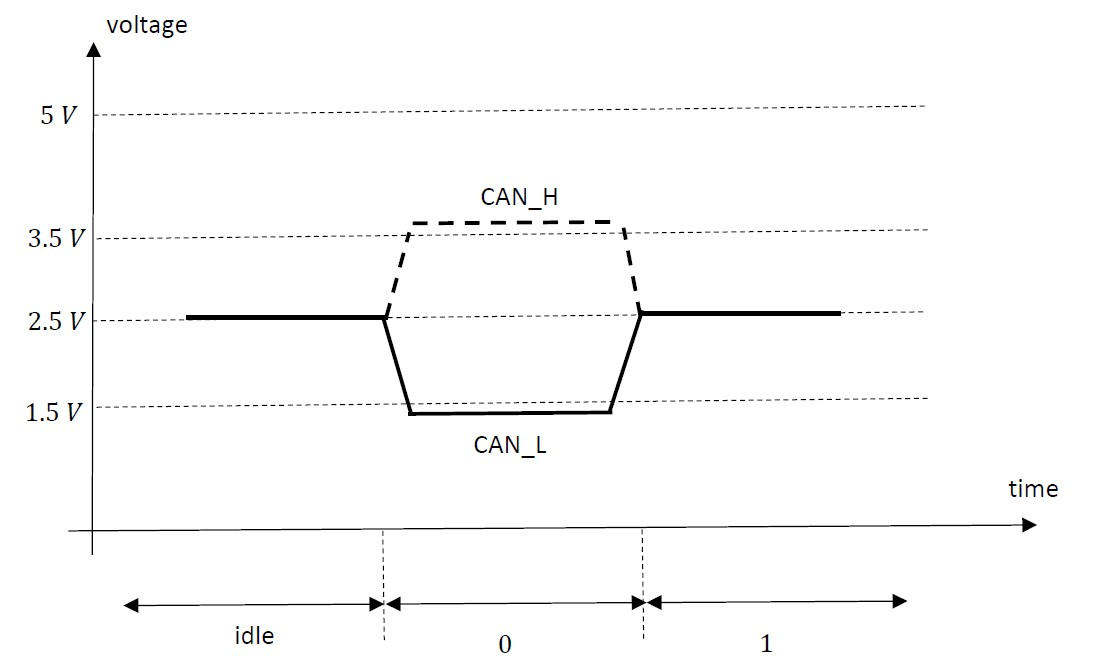 voltage
5 V
CAN_H
3.5 V
2.5 V
1.5 V
CAN_L
time
idle
0
1